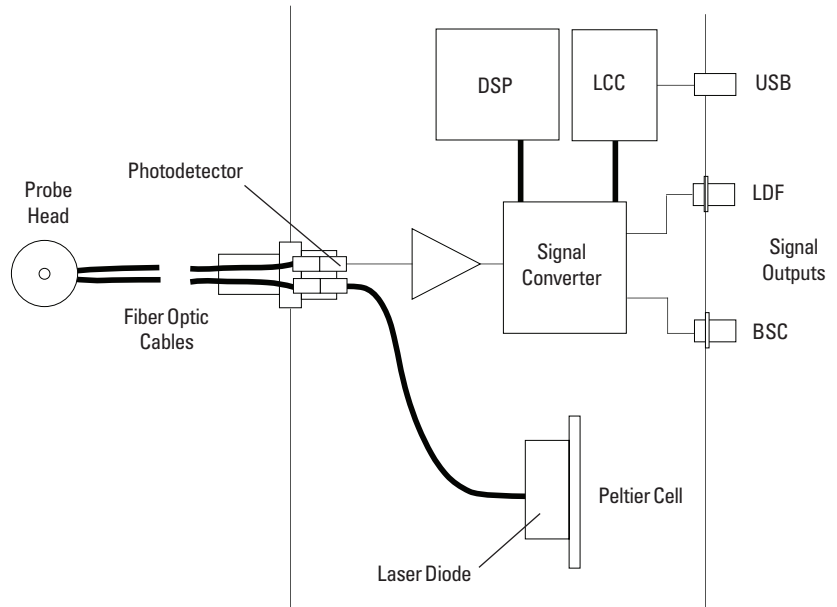 DSP
LCC
USB
Photodetector
Probe
Head
LDF
Signal
Converter
Signal
Outputs
Fiber Optic
Cables
BSC
Peltier Cell
Laser Diode